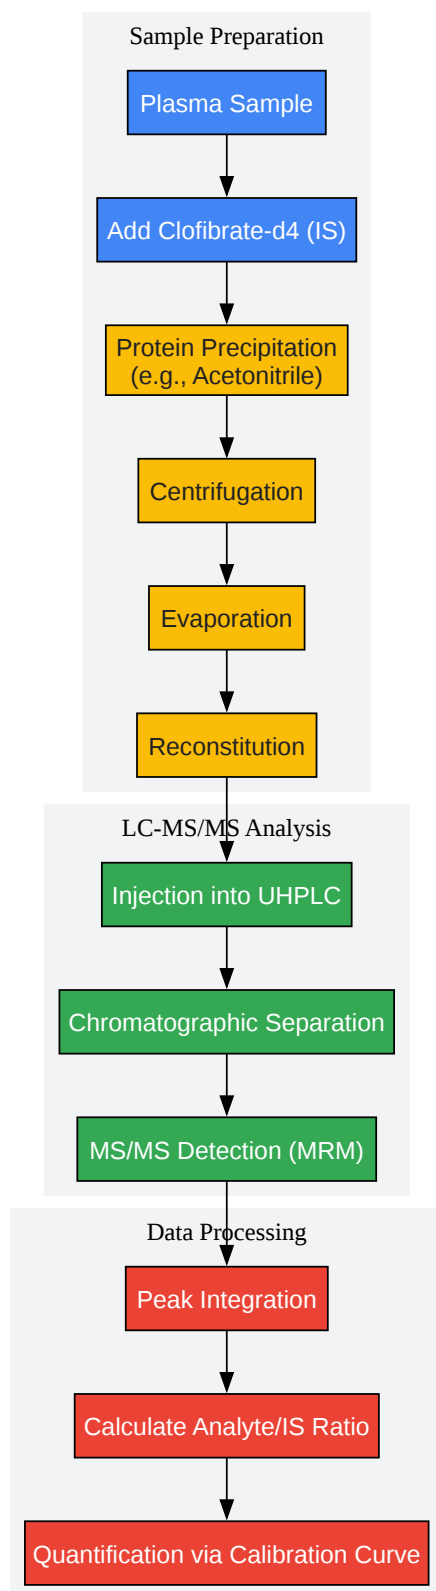 Sample Preparation
Plasma Sample
Add Clofibrate-d4 (IS)
Protein Precipitation
(e.g., Acetonitrile)
Centrifugation
Evaporation
Reconstitution
LC-MS/MS Analysis
Injection into UHPLC
Chromatographic Separation
MS/MS Detection (MRM)
Data Processing
Peak Integration
Calculate Analyte/IS Ratio
Quantification via Calibration Curve